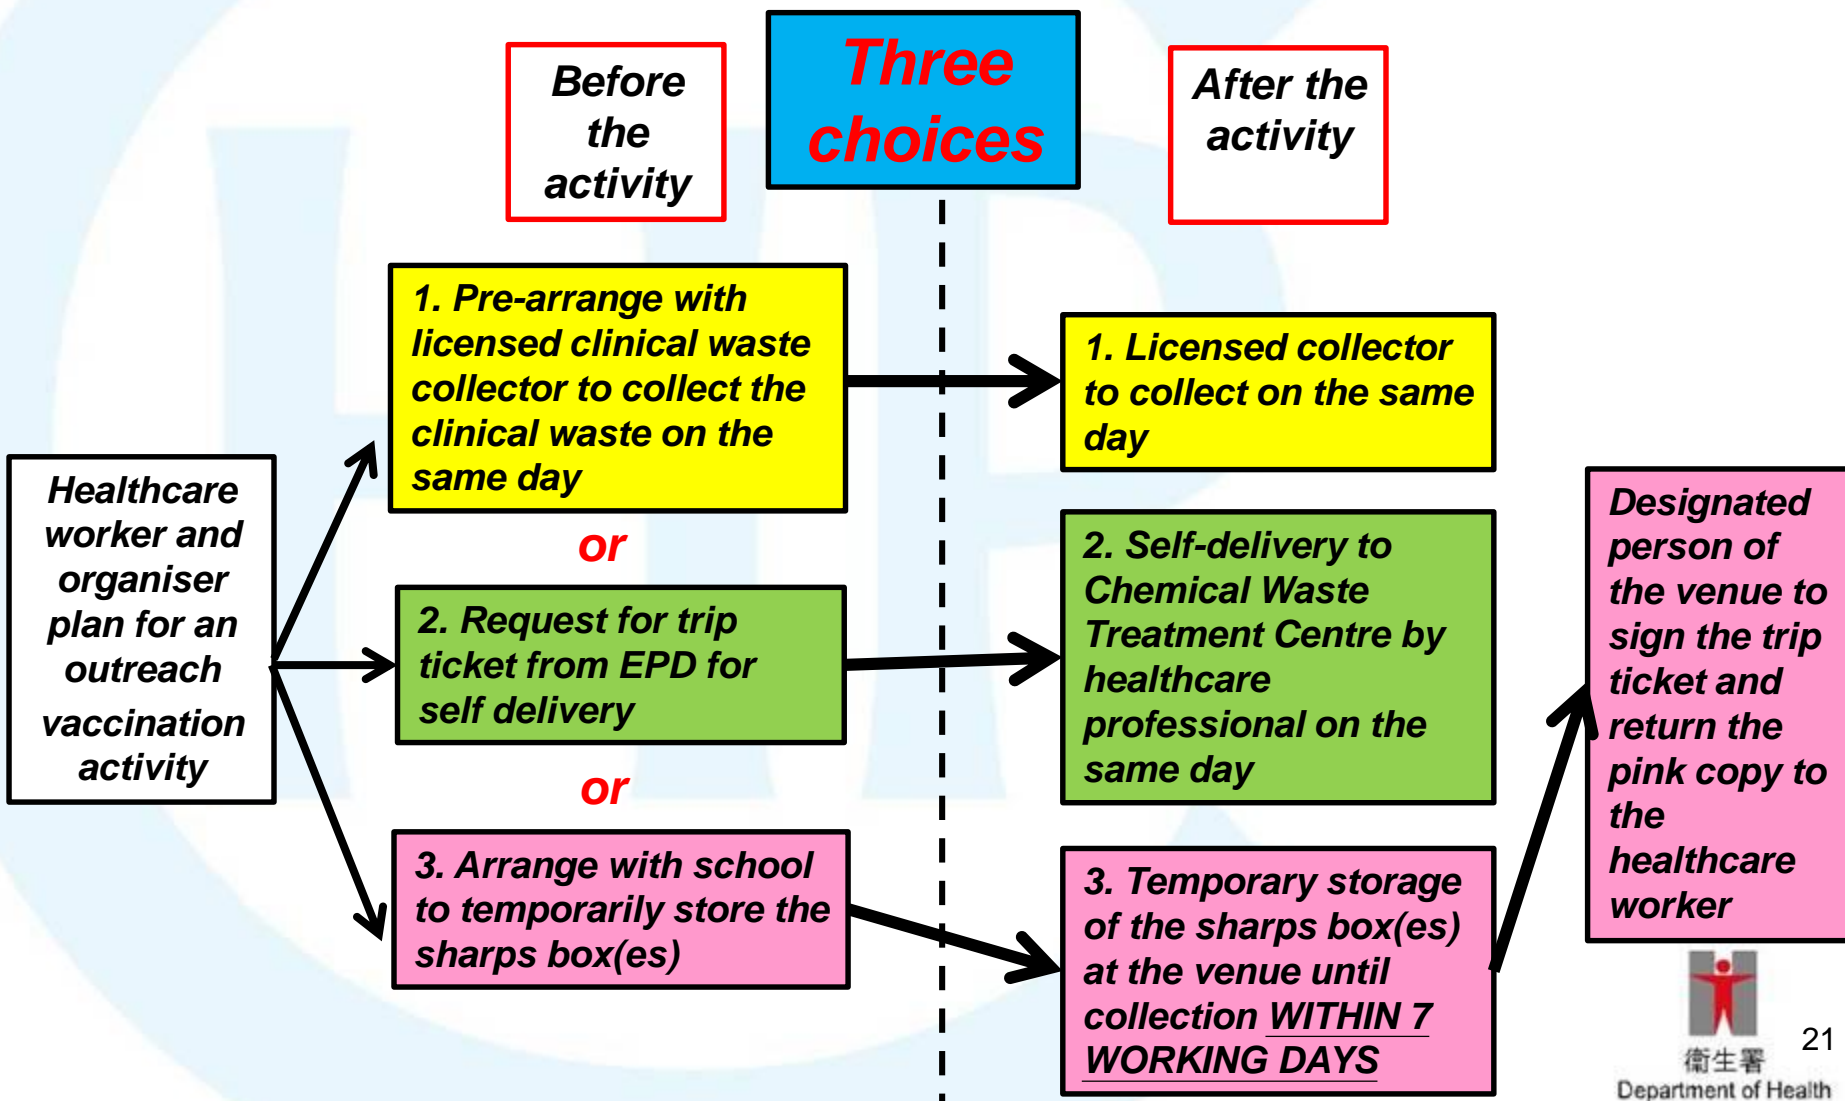 Before
the
activity
Three
choices
After the
activity
Healthcare
worker and
organiser
plan for an
outreach
vaccination
activity
1. Pre-arrange with
licensed clinical waste
collector to collect the
clinical waste on the
same day
or
2. Request for trip
ticket from EPD for
self delivery
or
3. Arrange with school
to temporarily store the
sharps box(es)
1. Licensed collector
to collect on the same
day
2. Self-delivery to
Chemical Waste
Treatment Centre by
healthcare
professional on the
same day
3. Temporary storage
of the sharps box(es)
at the venue until
collection WITHIN 7
WORKING DAYS
Designated
person of
the venue to
sign the trip
ticket and
return the
pink copy to
the
healthcare
worker
衞生署
Department of Health
21